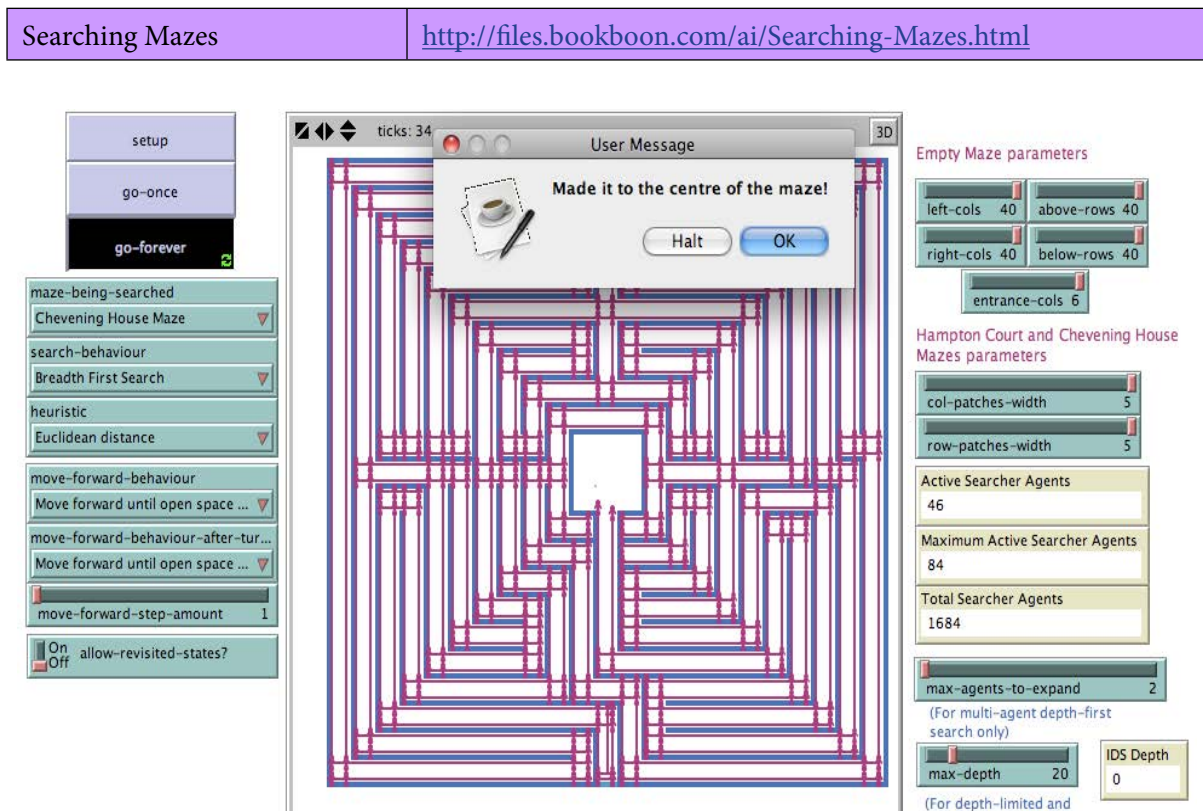 Searching Mazes
http://files.bookboon.com/ai/Searching-Mazes.html
setup
go-once
go-forever
maze-being-searched
Chevening House Maze
search-behaviour
Breadth First Search
heuristic
Euclidean distance
move-forward-behaviour
Move forward until open space ...
move-forward-behaviour-after-tur...
Move forward until open space ...
move-forward-step-amount 1
On
Off
allow-revisited-states?
ticks: 34
3D
User Message
Made it to the centre of the maze!
Halt
OK
Empty Maze parameters
left-cols 40
above-rows 40
right-cols 40
below-rows 40
entrance-cols 6
Hampton Court and Chevening House
Mazes parameters
col-patches-width 5
row-patches-width 5
Active Searcher Agents
46
Maximum Active Searcher Agents
84
Total Searcher Agents
1684
max-agents-to-expand 2
(For multi-agent depth-first
search only)
max-depth 20
IDS Depth
0
(For depth-limited and